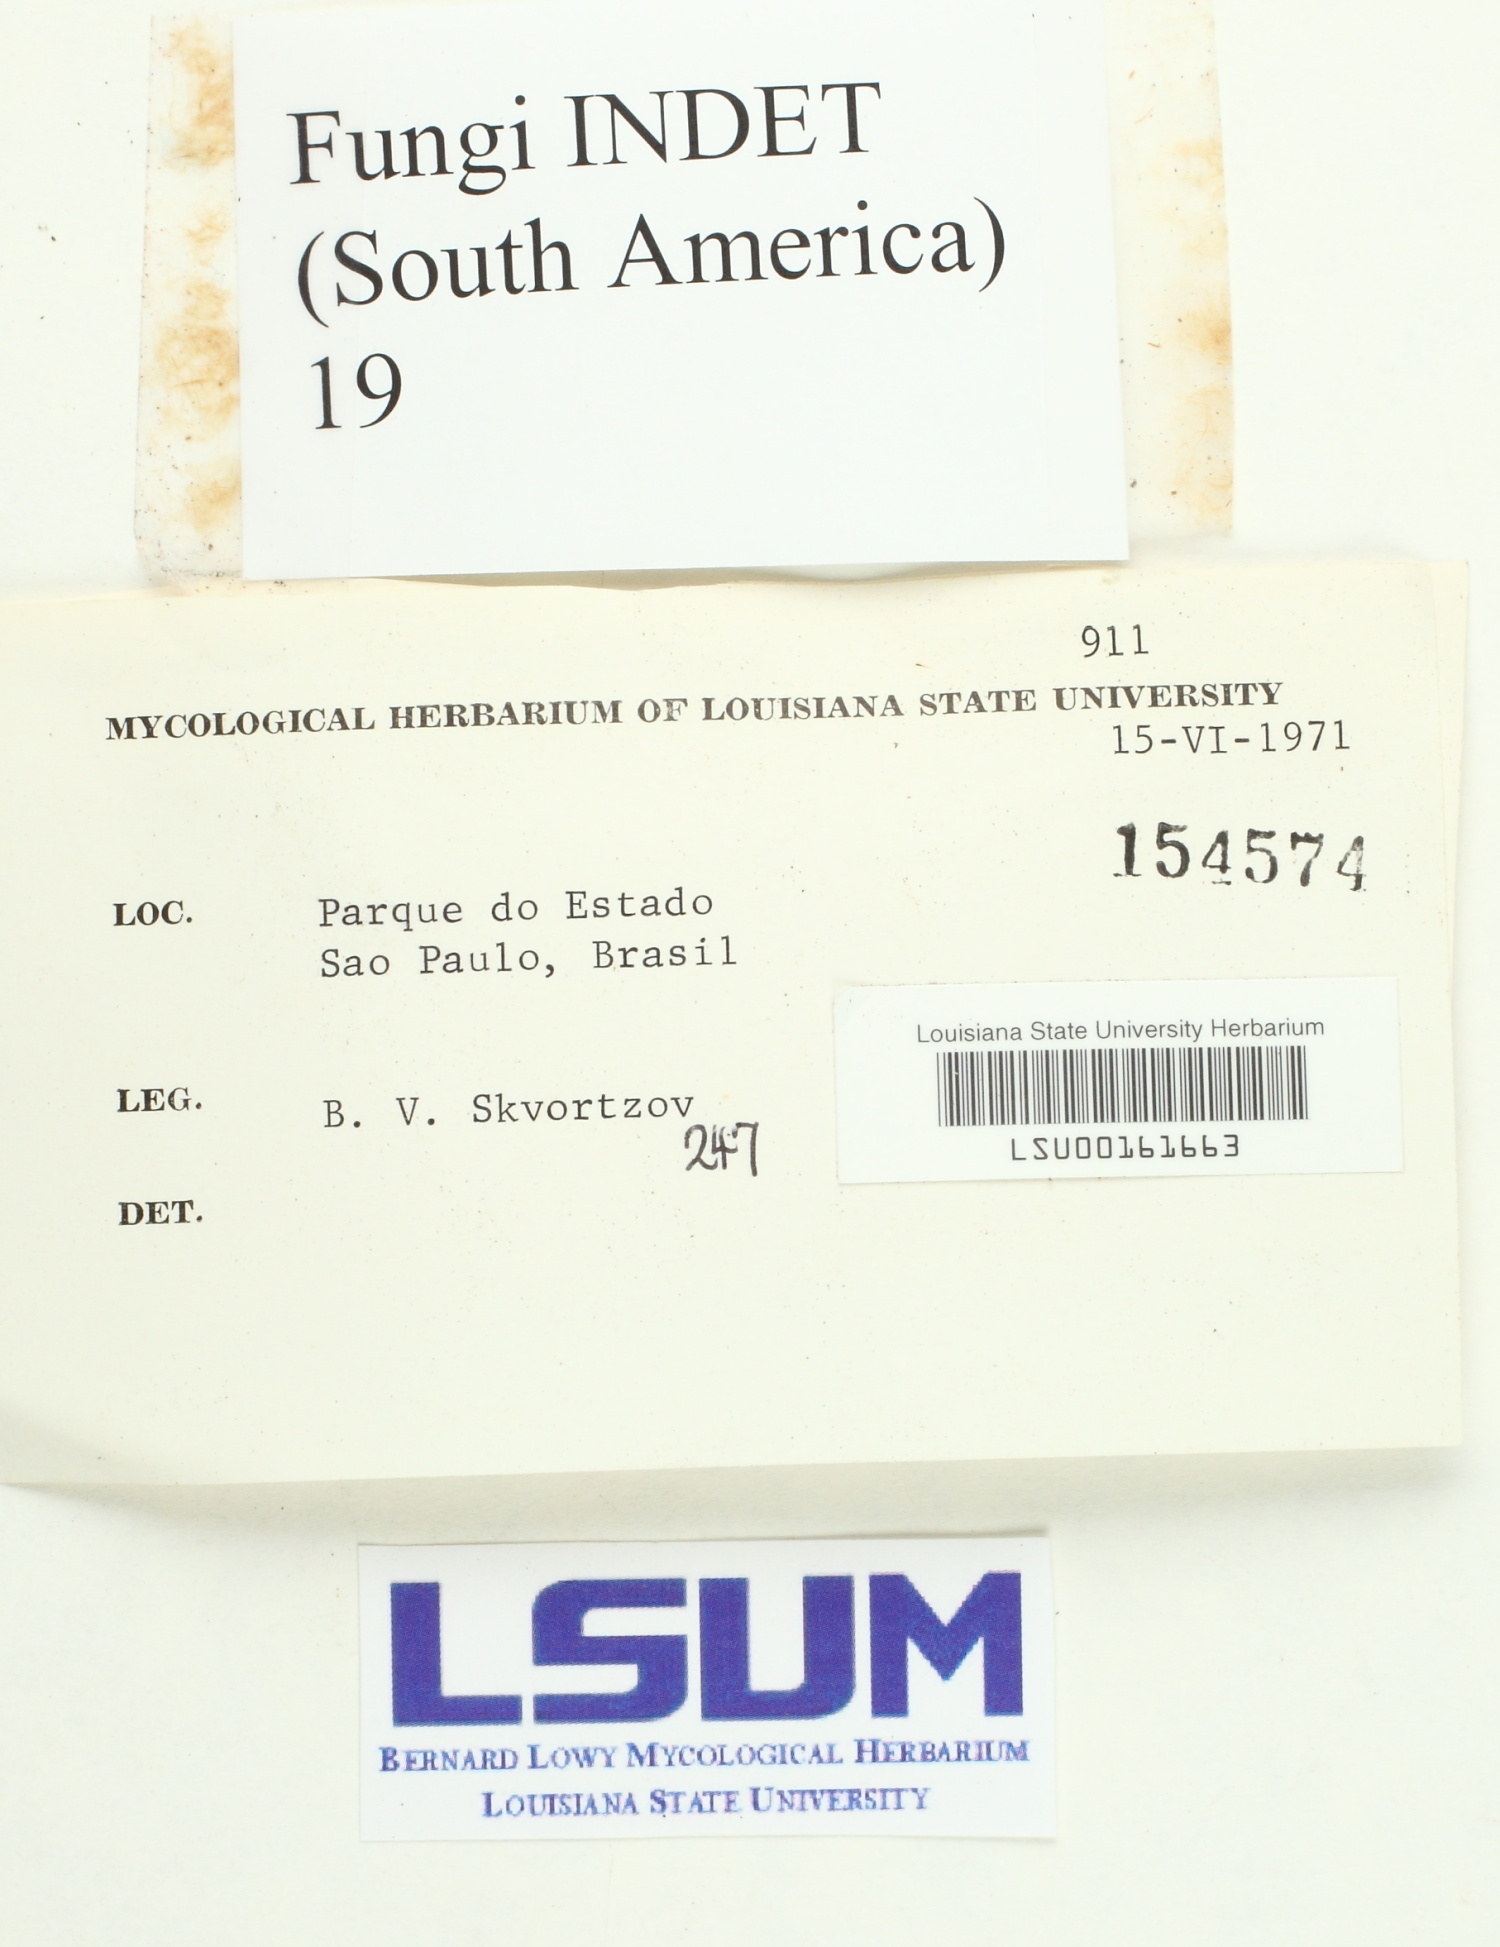 Fungi INDET
(South America)
19
911
MYCOLOGICAL HERBARIUM OF LOUISIANA STATE UNIVERSITY
15-VI-1971
154574
LOC. Parque do Estado
Sao Paulo, Brasil
Louisiana State University Herbarium
LSU00161663
LEG. B. V. Skvortzov
247
DET.
LSUM
BERNARD LOWY MYCOLOGICAL HERBARIUM
LOUISIANA STATE UNIVERSITY